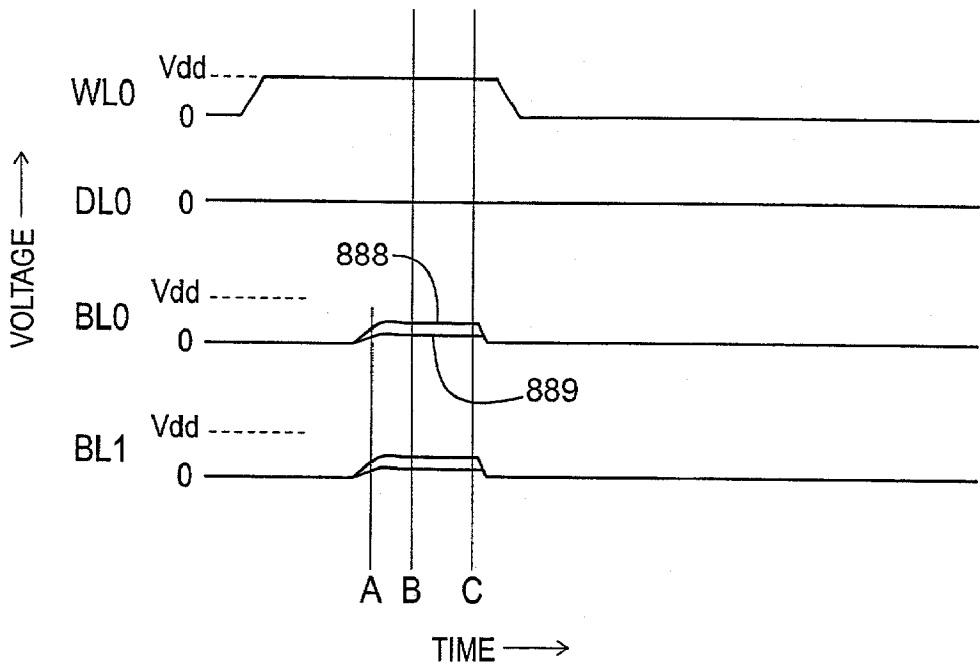 Vdd
WL0
0
DL0 0
888
Vdd
BL0
0
889
Vdd
BL1
0
A B C
VOLTAGE
TIME